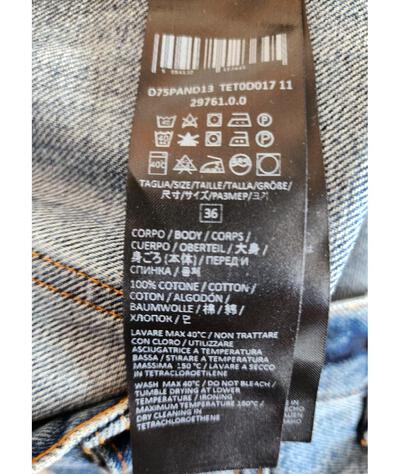 D75PAND13 TET0D017 11
29761.0.0
40
400
TAGLIA/SIZE/TAILLE/TALLA/GRÖßE/
尺寸/サイズ/РАЗМЕР/크기
36
CORPO / BODY / CORPS /
CUERPO / OBERTEIL / 大身/
身ごろ (本体) / ПЕРЕД И
СПИНКА / 몸체
100% COTONE / COTTON/
COTON / ALGODÓN /
BAUMWOLLE / 棉 / 綿 /
ХЛОПОК / 면
LAVARE MAX 40°C / NON TRATTARE
CON CLORO / UTILIZZARE
ASCIUGATRICE A TEMPERATURA
BASSA / STIRARE A TEMPERATURA
MASSIMA 150 °C / LAVARE A SECCO
IN TETRACLOROETILENE
WASH MAX 40°C / DO NOT BLEACH /
TUMBLE DRYING AT LOWER
TEMPERATURE / IRONING
MAXIMUM TEMPERATURE 150°C /
DRY CLEANING IN
TETRACHLOROETHENE